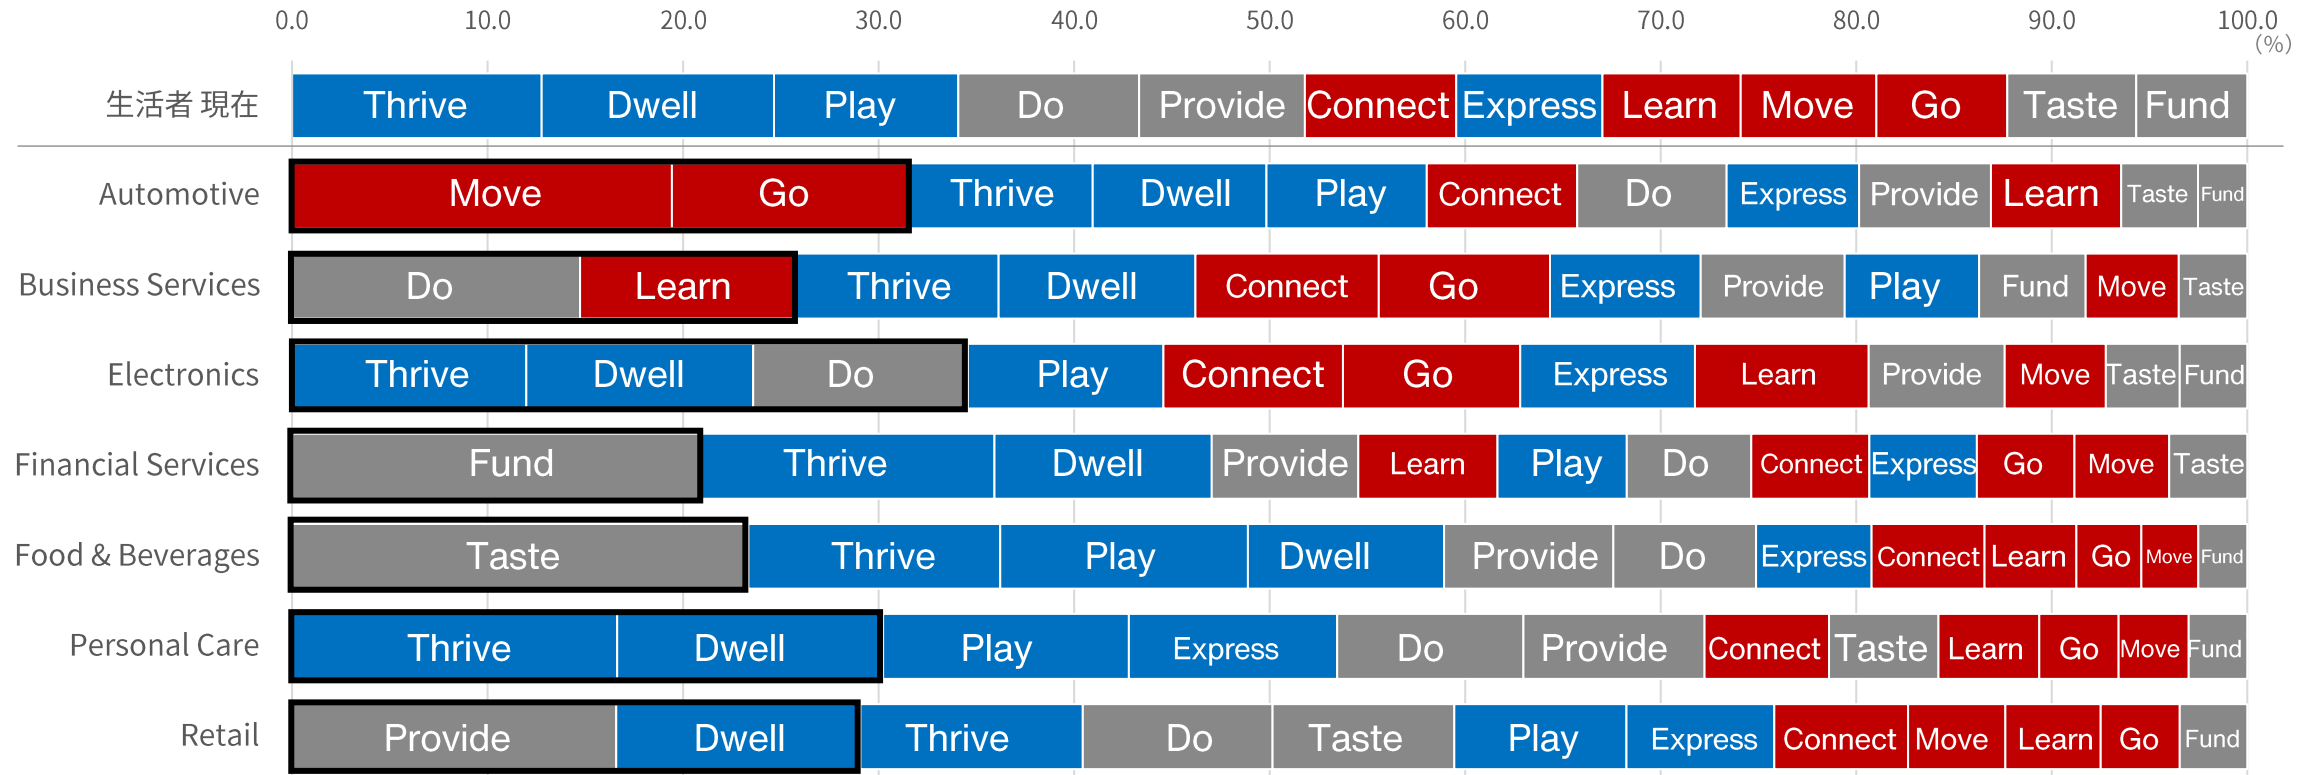 0.0 10.0 20.0 30.0 40.0 50.0 60.0 70.0 80.0 90.0 100.0
(%)
生活者 現在 Thrive Dwell Play Do Provide Connect Express Learn Move Go Taste Fund
Automotive Move Go Thrive Dwell Play Connect Do Express Provide Learn Taste Fund
Business Services Do Learn Thrive Dwell Connect Go Express Provide Play Fund Move Taste
Electronics Thrive Dwell Do Play Connect Go Express Learn Provide Move Taste Fund
Financial Services Fund Thrive Dwell Provide Learn Play Do Connect Express Go Move Taste
Food & Beverages Taste Thrive Play Dwell Provide Do Express Connect Learn Go Move Fund
Personal Care Thrive Dwell Play Express Do Provide Connect Taste Learn Go Move Fund
Retail Provide Dwell Thrive Do Taste Play Express Connect Move Learn Go Fund